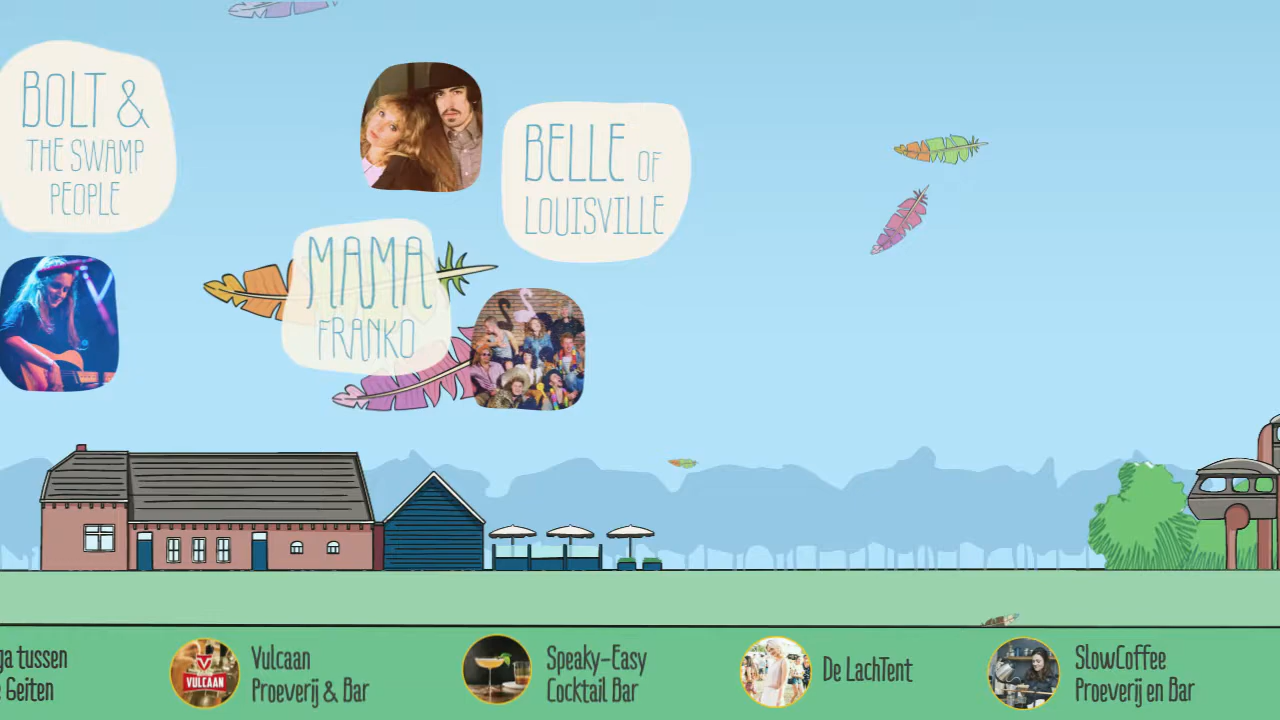 BOLT &
THE SWAMP
PEOPLE
BELLE OF
LOUISVILLE
MAMA
FRANKO
ga tussen
e Geiten
VULCAAN
Vulcaan
Proeverij & Bar
Speaky-Easy
Cocktail Bar
De LachTent
SlowCoffee
Proeverij en Bar